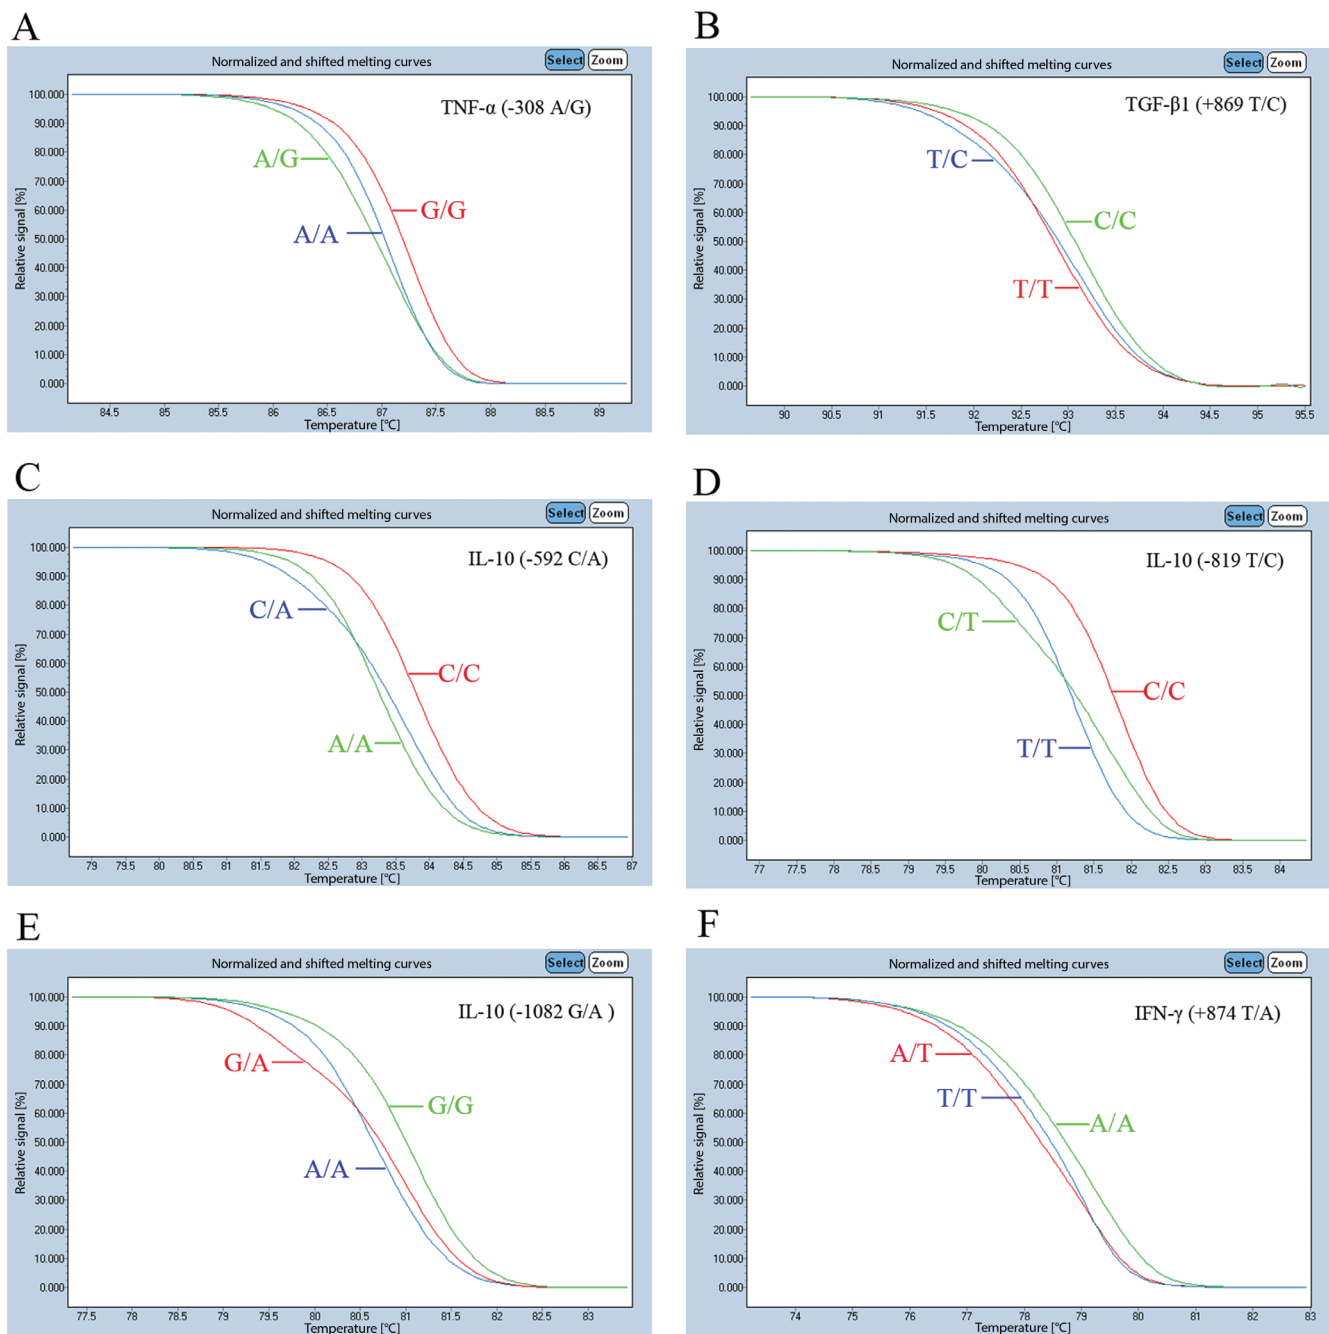 A
Normalized and shifted melting curves
Select Zoom
TNF-α (-308 A/G)
A/G
G/G
A/A
Relative signal [%]
100.000
90.000
80.000
70.000
60.000
50.000
40.000
30.000
20.000
10.000
0.000
84.5 85 85.5 86 86.5 87 87.5 88 88.5 89
Temperature [°C]
B
Normalized and shifted melting curves
Select Zoom
TGF-β1 (+869 T/C)
T/C
C/C
T/T
Relative signal [%]
100.000
90.000
80.000
70.000
60.000
50.000
40.000
30.000
20.000
10.000
0.000
90 90.5 91 91.5 92 92.5 93 93.5 94 94.5 95 95.5
Temperature [°C]
C
Normalized and shifted melting curves
Select Zoom
IL-10 (-592 C/A)
C/A
C/C
A/A
Relative signal [%]
100.000
90.000
80.000
70.000
60.000
50.000
40.000
30.000
20.000
10.000
0.000
79 79.5 80 80.5 81 81.5 82 82.5 83 83.5 84 84.5 85 85.5 86 86.5 87
Temperature [°C]
D
Normalized and shifted melting curves
Select Zoom
IL-10 (-819 T/C)
C/T
C/C
T/T
Relative signal [%]
100.000
90.000
80.000
70.000
60.000
50.000
40.000
30.000
20.000
10.000
0.000
77 77.5 78 78.5 79 79.5 80 80.5 81 81.5 82 82.5 83 83.5 84
Temperature [°C]
E
Normalized and shifted melting curves
Select Zoom
IL-10 (-1082 G/A )
G/A
G/G
A/A
Relative signal [%]
100.000
90.000
80.000
70.000
60.000
50.000
40.000
30.000
20.000
10.000
0.000
77.5 78 78.5 79 79.5 80 80.5 81 81.5 82 82.5 83
Temperature [°C]
F
Normalized and shifted melting curves
Select Zoom
IFN-γ (+874 T/A)
A/T
T/T
A/A
Relative signal [%]
100.000
90.000
80.000
70.000
60.000
50.000
40.000
30.000
20.000
10.000
0.000
74 75 76 77 78 79 80 81 82 83
Temperature [°C]